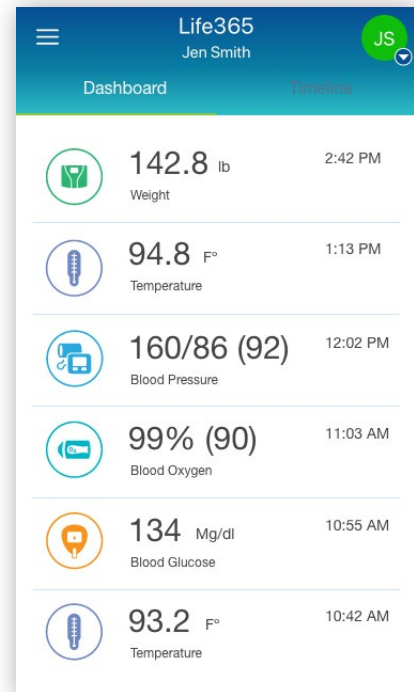 Life365
Jen Smith
JS
Dashboard Timeline
142.8 lb 2:42 PM
Weight
94.8 F° 1:13 PM
Temperature
160/86 (92) 12:02 PM
Blood Pressure
99% (90) 11:03 AM
Blood Oxygen
134 Mg/dl 10:55 AM
Blood Glucose
93.2 F° 10:42 AM
Temperature